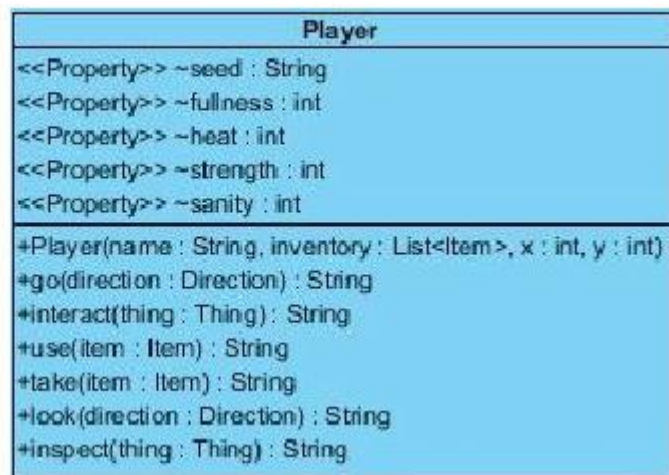 Player
<<Property>> ~seed : String
<<Property>> ~fullness : int
<<Property>> ~heat : int
<<Property>> ~strength : int
<<Property>> ~sanity : int
+Player(name : String, inventory : List<Item>, x : int, y : int)
+go(direction : Direction) : String
+interact(thing : Thing) : String
+use(item : Item) : String
+take(item : Item) : String
+look(direction : Direction) : String
+inspect(thing : Thing) : String